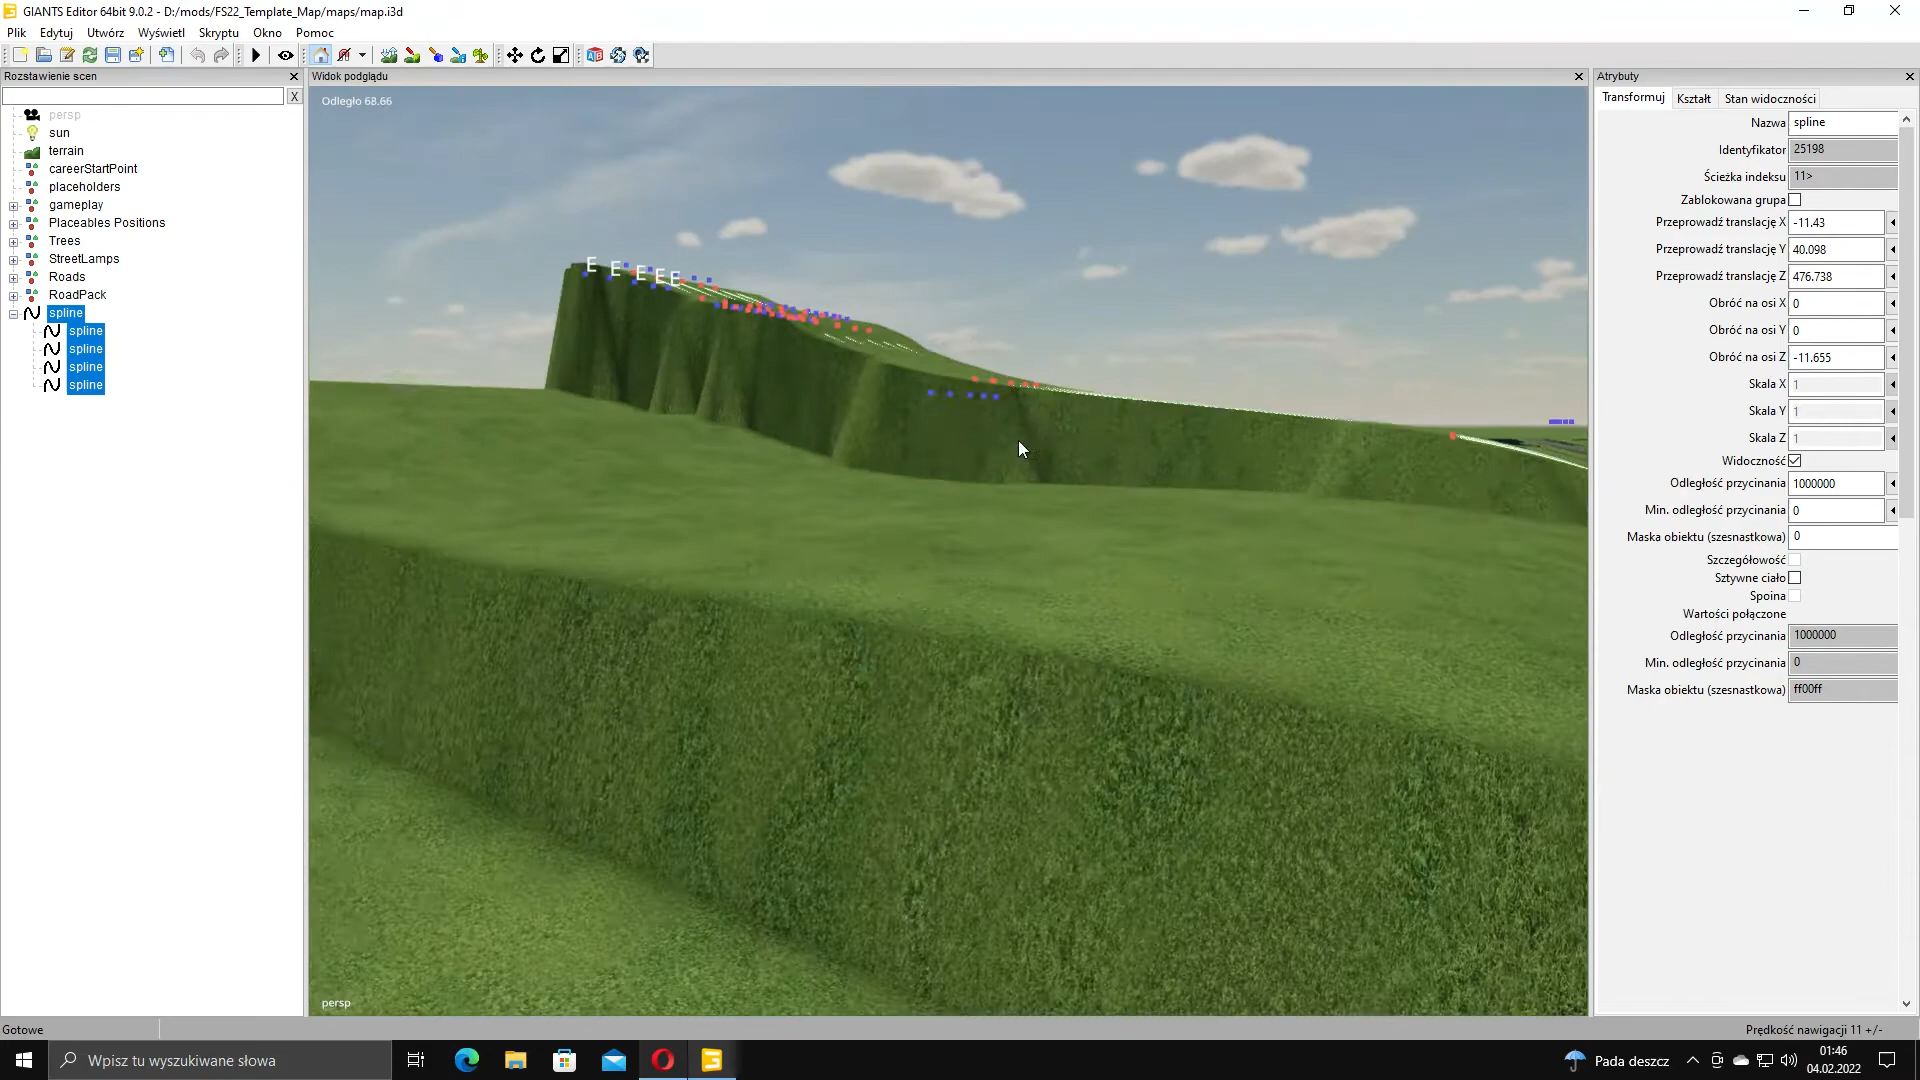 GIANTS Editor 64bit 9.0.2 - D:/mods/FS22_Template_Map/maps/map.i3d
Plik Edytuj Utwórz Wyświetl Skryptu Okno Pomoc
Rozstawienie scen
X
persp
sun
terrain
careerStartPoint
placeholders
gameplay
Placeables Positions
Trees
StreetLamps
Roads
RoadPack
spline
spline
spline
spline
spline
Widok podglądu
Odległo 68.66
E E E E E
persp
Atrybuty
Transformuj Kształt Stan widoczności
Nazwa spline
Identyfikator 25198
Ścieżka indeksu 11>
Zablokowana grupa
Przeprowadź translację X -11.43
Przeprowadź translację Y 40.098
Przeprowadź translację Z 476.738
Obróć na osi X 0
Obróć na osi Y 0
Obróć na osi Z -11.655
Skala X 1
Skala Y 1
Skala Z 1
Widoczność
Odległość przycinania 1000000
Min. odległość przycinania 0
Maska obiektu (szesnastkowa) 0
Szczegółowość
Sztywne ciało
Spoina
Wartości połączone
Odległość przycinania 1000000
Min. odległość przycinania 0
Maska obiektu (szesnastkowa) ff00ff
Gotowe
Prędkość nawigacji 11 +/-
Wpisz tu wyszukiwane słowa
Pada deszcz
01:46
04.02.2022